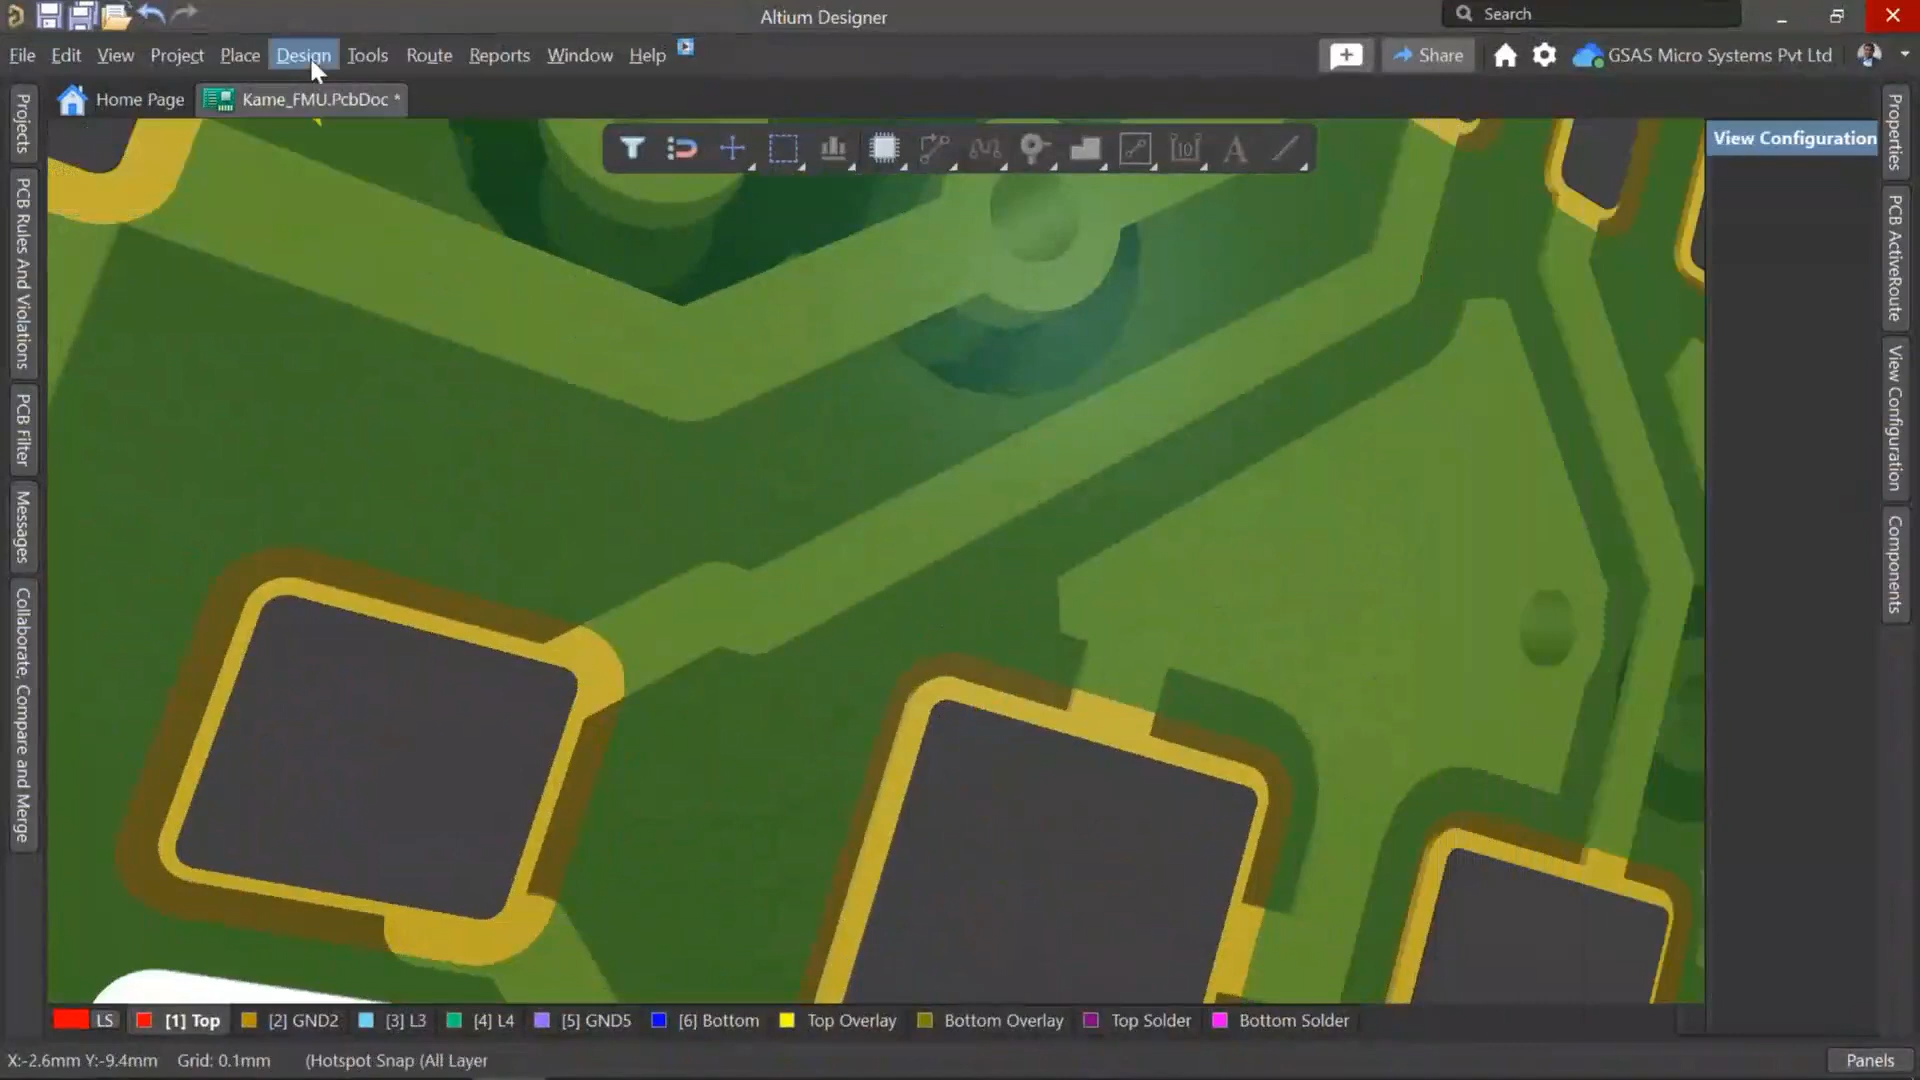 Altium Designer
Search
File Edit View Project Place Design Tools Route Reports Window Help
Share
GSAS Micro Systems Pvt Ltd
Home Page
Kame_FMU.PcbDoc *
Projects
PCB Rules And Violations
PCB Filter
Messages
Collaborate, Compare and Merge
10
A
View Configuration
Properties
PCB ActiveRoute
View Configuration
Components
LS [1] Top [2] GND2 [3] L3 [4] L4 [5] GND5 [6] Bottom Top Overlay Bottom Overlay Top Solder Bottom Solder
X:-2.6mm Y:-9.4mm Grid: 0.1mm (Hotspot Snap (All Layer
Panels